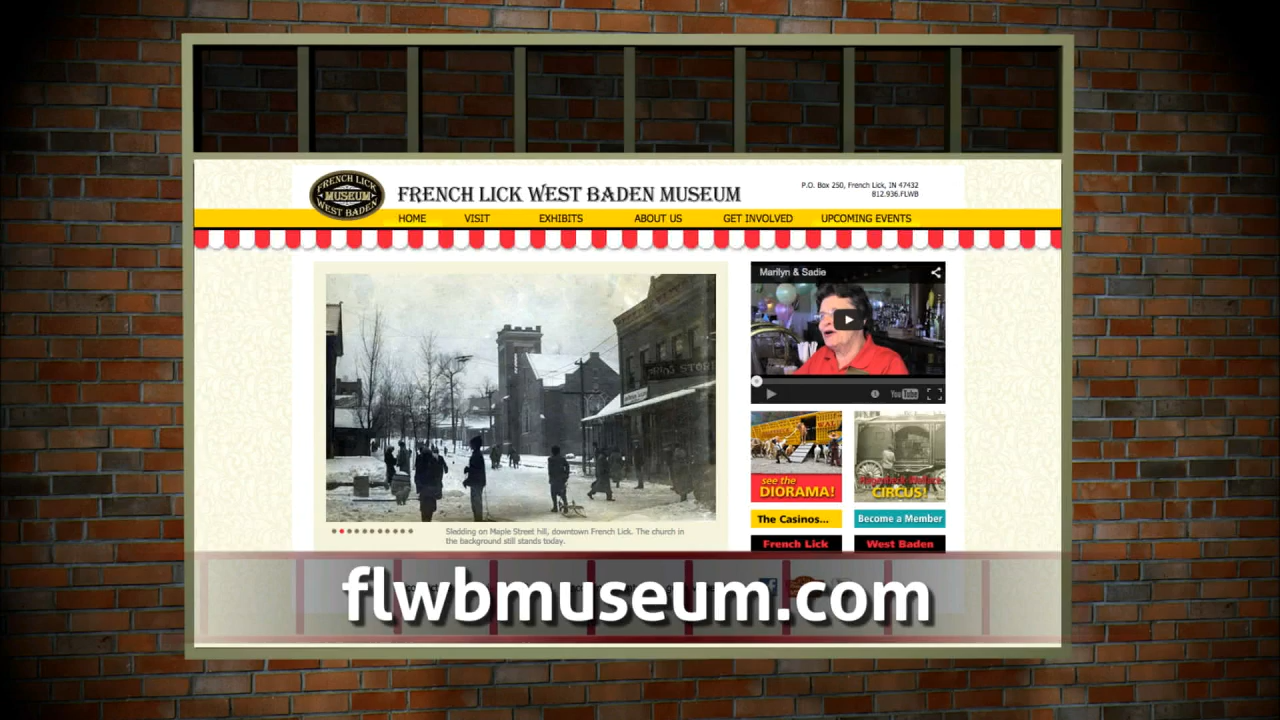 FRENCH LICK
MUSEUM
WEST BADEN
FRENCH LICK WEST BADEN MUSEUM
P.O. Box 250, French Lick, IN 47432
812.936.FLWB
HOME VISIT EXHIBITS ABOUT US GET INVOLVED UPCOMING EVENTS
Marilyn & Sadie
DRUG STORE
YouTube
see the
DIORAMA!
CIRCUS!
Sledding on Maple Street hill, downtown French Lick. The church in
the background still stands today.
The Casinos...
Become a Member
French Lick
West Baden
flwbmuseum.com